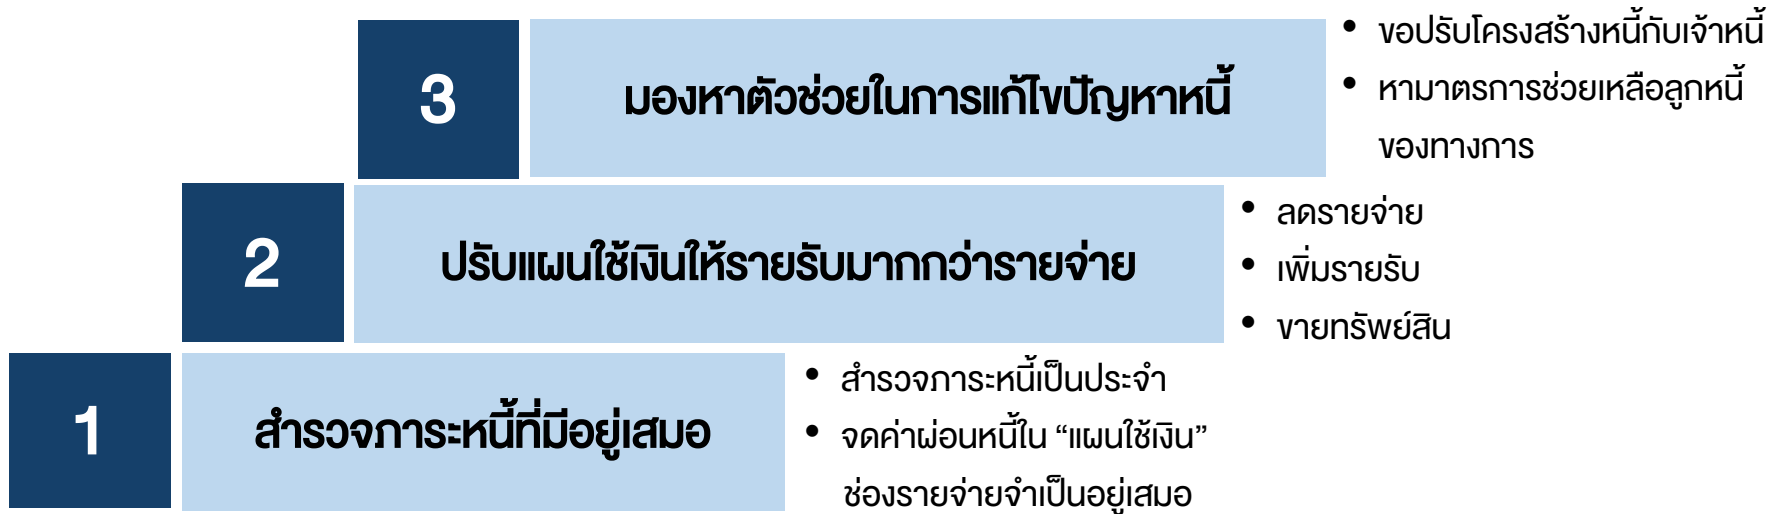 3
มองหาตัวช่วยในการแก้ไขปัญหาหนี้
• ขอปรับโครงสร้างหนี้กับเจ้าหนี้
• หามาตรการช่วยเหลือลูกหนี้
ของทางการ
2
ปรับแผนใช้เงินให้รายรับมากกว่ารายจ่าย
• ลดรายจ่าย
• เพิ่มรายรับ
• ขายทรัพย์สิน
1
สำรวจภาระหนี้ที่มีอยู่เสมอ
• สำรวจภาระหนี้เป็นประจำ
• จดค่าผ่อนหนี้ใน “แผนใช้เงิน”
ช่องรายจ่ายจำเป็นอยู่เสมอ